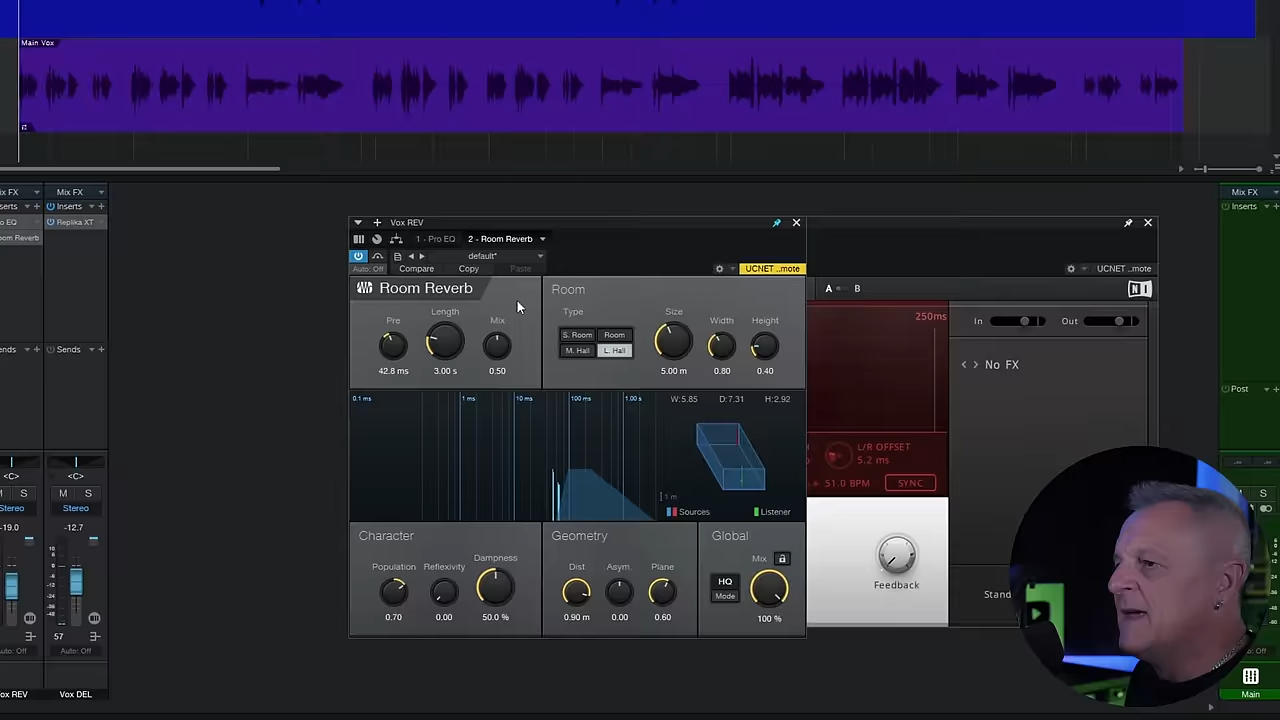 Main Vox
Mix FX
Mix FX
Mix FX
Inserts
Inserts
Inserts
Replika XT
Room Reverb
Vox REV
1 - Pro EQ
2 - Room Reverb
default*
Auto: Off
Compare
Copy
Paste
UCNET ..mote
UCNET ..mote
Room Reverb
Room
Pre
Length
Mix
42.8 ms
3.00 s
0.50
Type
S. Room
Room
M. Hall
L. Hall
Size
Width
Height
5.00 m
0.80
0.40
0.1 ms
1 ms
10 ms
100 ms
1.00 s
W:5.85
D:7.31
H:2.92
1 m
Sources
Listener
Character
Population
Reflexivity
Dampness
0.70
0.00
50.0 %
Geometry
Dist
Asym.
Plane
0.90 m
0.00
0.60
Global
HQ
Mode
Mix
100 %
A
B
250ms
In
Out
No FX
L/R OFFSET
5.2 ms
51.0 BPM
SYNC
Feedback
Stand
Sends
Sends
Post
<C>
<C>
M
S
M
S
Stereo
Stereo
-19.0
-12.7
57
Auto: Off
Vox REV
Vox DEL
Main